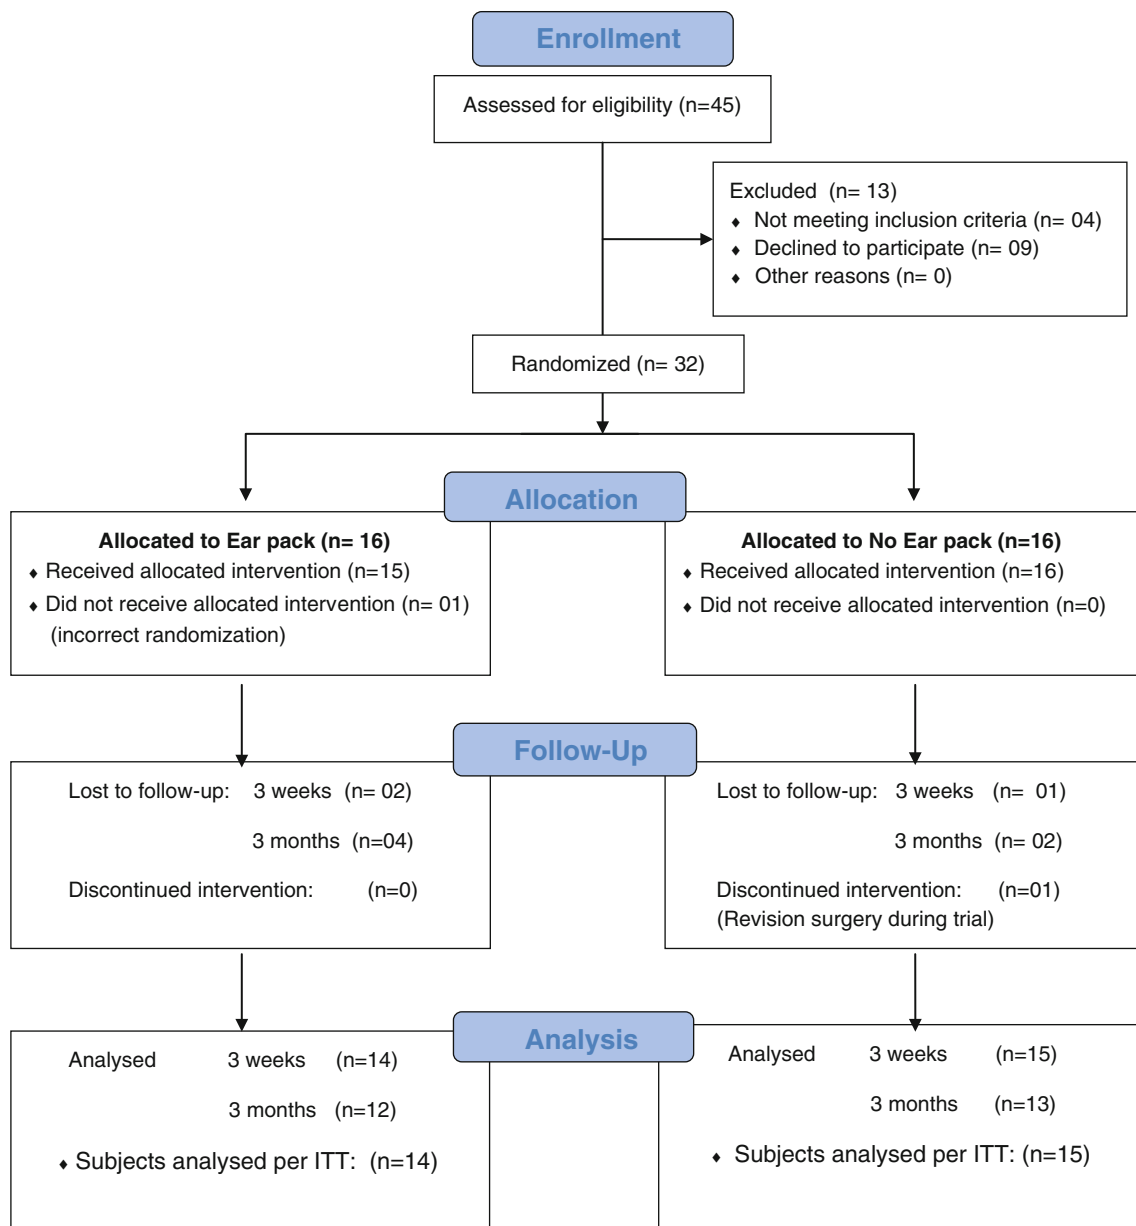 Enrollment
Assessed for eligibility (n=45)
Excluded (n= 13)
♦ Not meeting inclusion criteria (n= 04)
♦ Declined to participate (n= 09)
♦ Other reasons (n= 0)
Randomized (n= 32)
Allocation
Allocated to Ear pack (n= 16)
♦ Received allocated intervention (n=15)
♦ Did not receive allocated intervention (n= 01)
(incorrect randomization)
Allocated to No Ear pack (n=16)
♦ Received allocated intervention (n=16)
♦ Did not receive allocated intervention (n=0)
Follow-Up
Lost to follow-up: 3 weeks (n= 02)
3 months (n=04)
Discontinued intervention: (n=0)
Lost to follow-up: 3 weeks (n= 01)
3 months (n= 02)
Discontinued intervention: (n=01)
(Revision surgery during trial)
Analysis
Analysed 3 weeks (n=14)
3 months (n=12)
♦ Subjects analysed per ITT: (n=14)
Analysed 3 weeks (n=15)
3 months (n=13)
♦ Subjects analysed per ITT: (n=15)